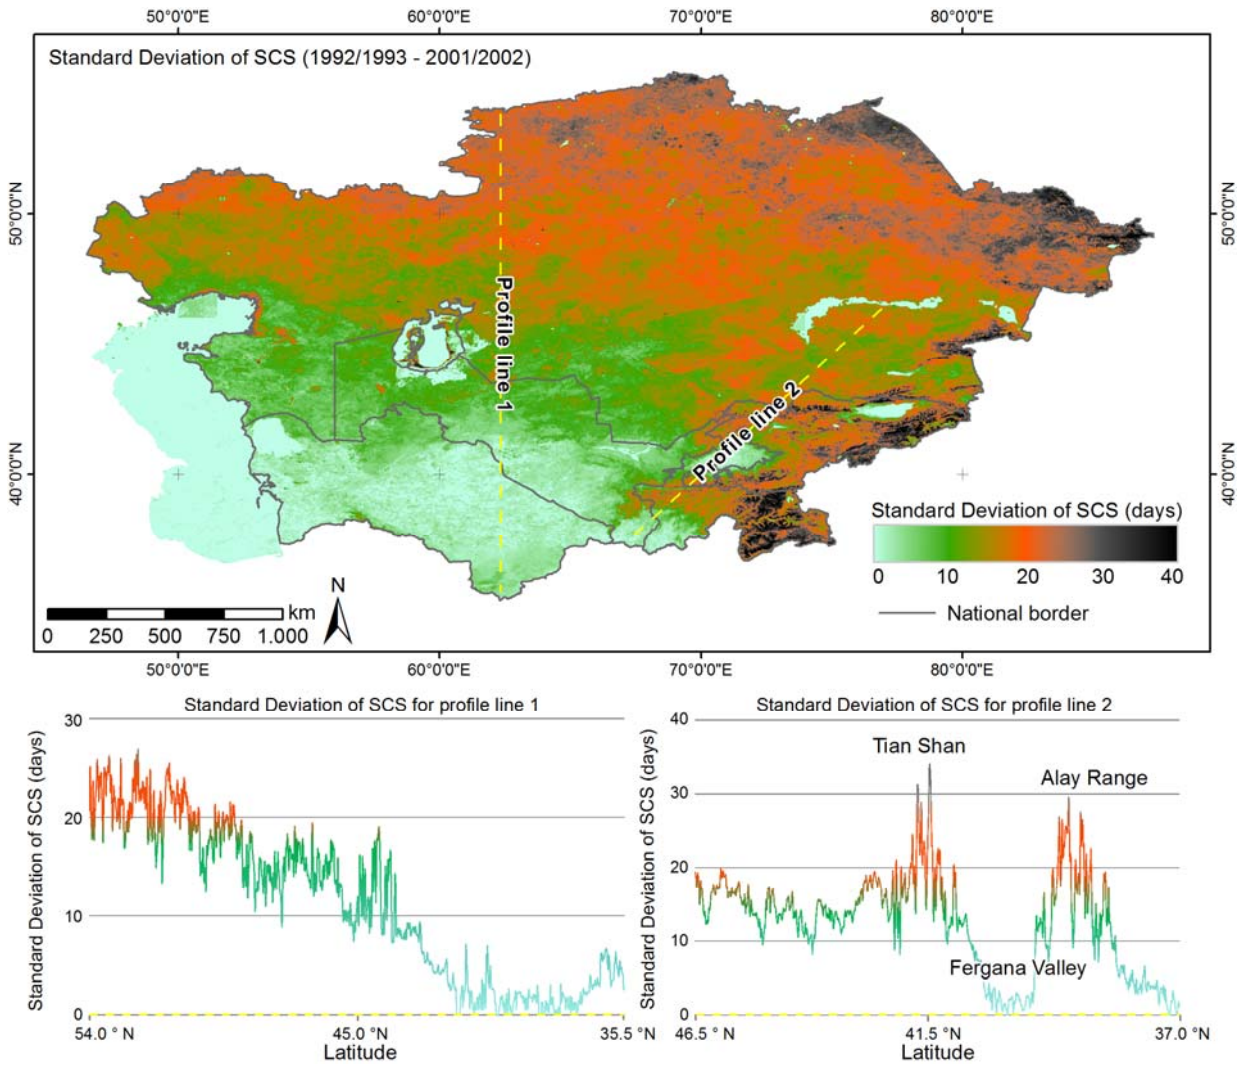 50°0'0"E 60°0'0"E 70°0'0"E 80°0'0"E
Standard Deviation of SCS (1992/1993 - 2001/2002)
50°0'0"N
50°0'0"N
Profile line 1
Profile line 2
40°0'0"N
40°0'0"N
Standard Deviation of SCS (days)
0 10 20 30 40
National border
N
km
0 250 500 750 1.000
50°0'0"E 60°0'0"E 70°0'0"E 80°0'0"E
Standard Deviation of SCS for profile line 1
Standard Deviation of SCS (days)
30
20
10
0
54.0 ° N 45.0 ° N 35.5 ° N
Latitude
Standard Deviation of SCS for profile line 2
Standard Deviation of SCS (days)
40
30
20
10
0
Tian Shan
Alay Range
Fergana Valley
46.5 ° N 41.5 ° N 37.0 ° N
Latitude